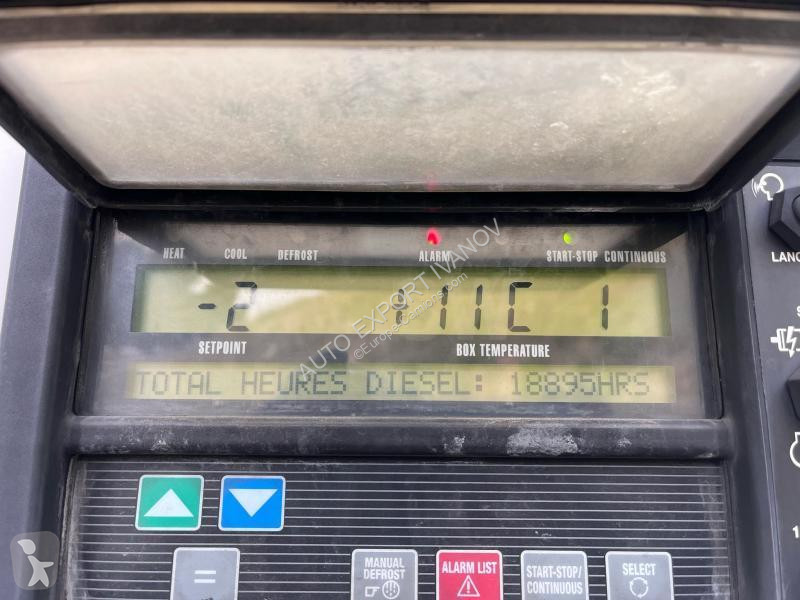 HEAT COOL DEFROST ALARM START-STOP CONTINUOUS
-2 111C 1
SETPOINT BOX TEMPERATURE
TOTAL HEURES DIESEL: 18895HRS
AUTO EXPORT IVANOV
MANUAL DEFROST
ALARM LIST
START-STOP/ CONTINUOUS
SELECT
=